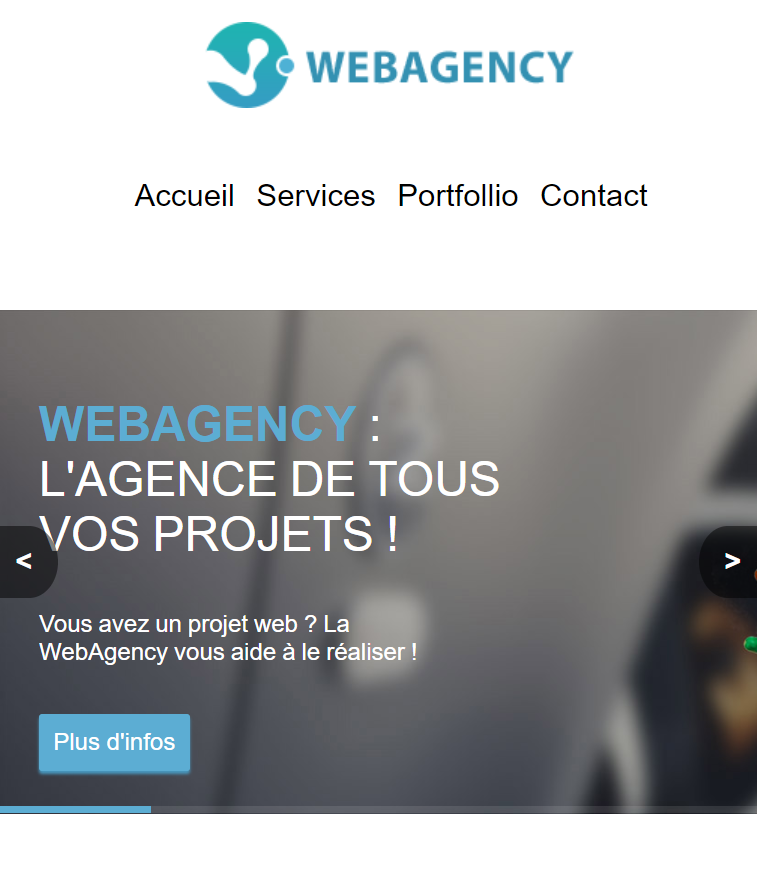 WEBAGENCY
Accueil Services Portfollio Contact
WEBAGENCY :
L'AGENCE DE TOUS
VOS PROJETS !
< >
Vous avez un projet web ? La
WebAgency vous aide à le réaliser !
Plus d'infos